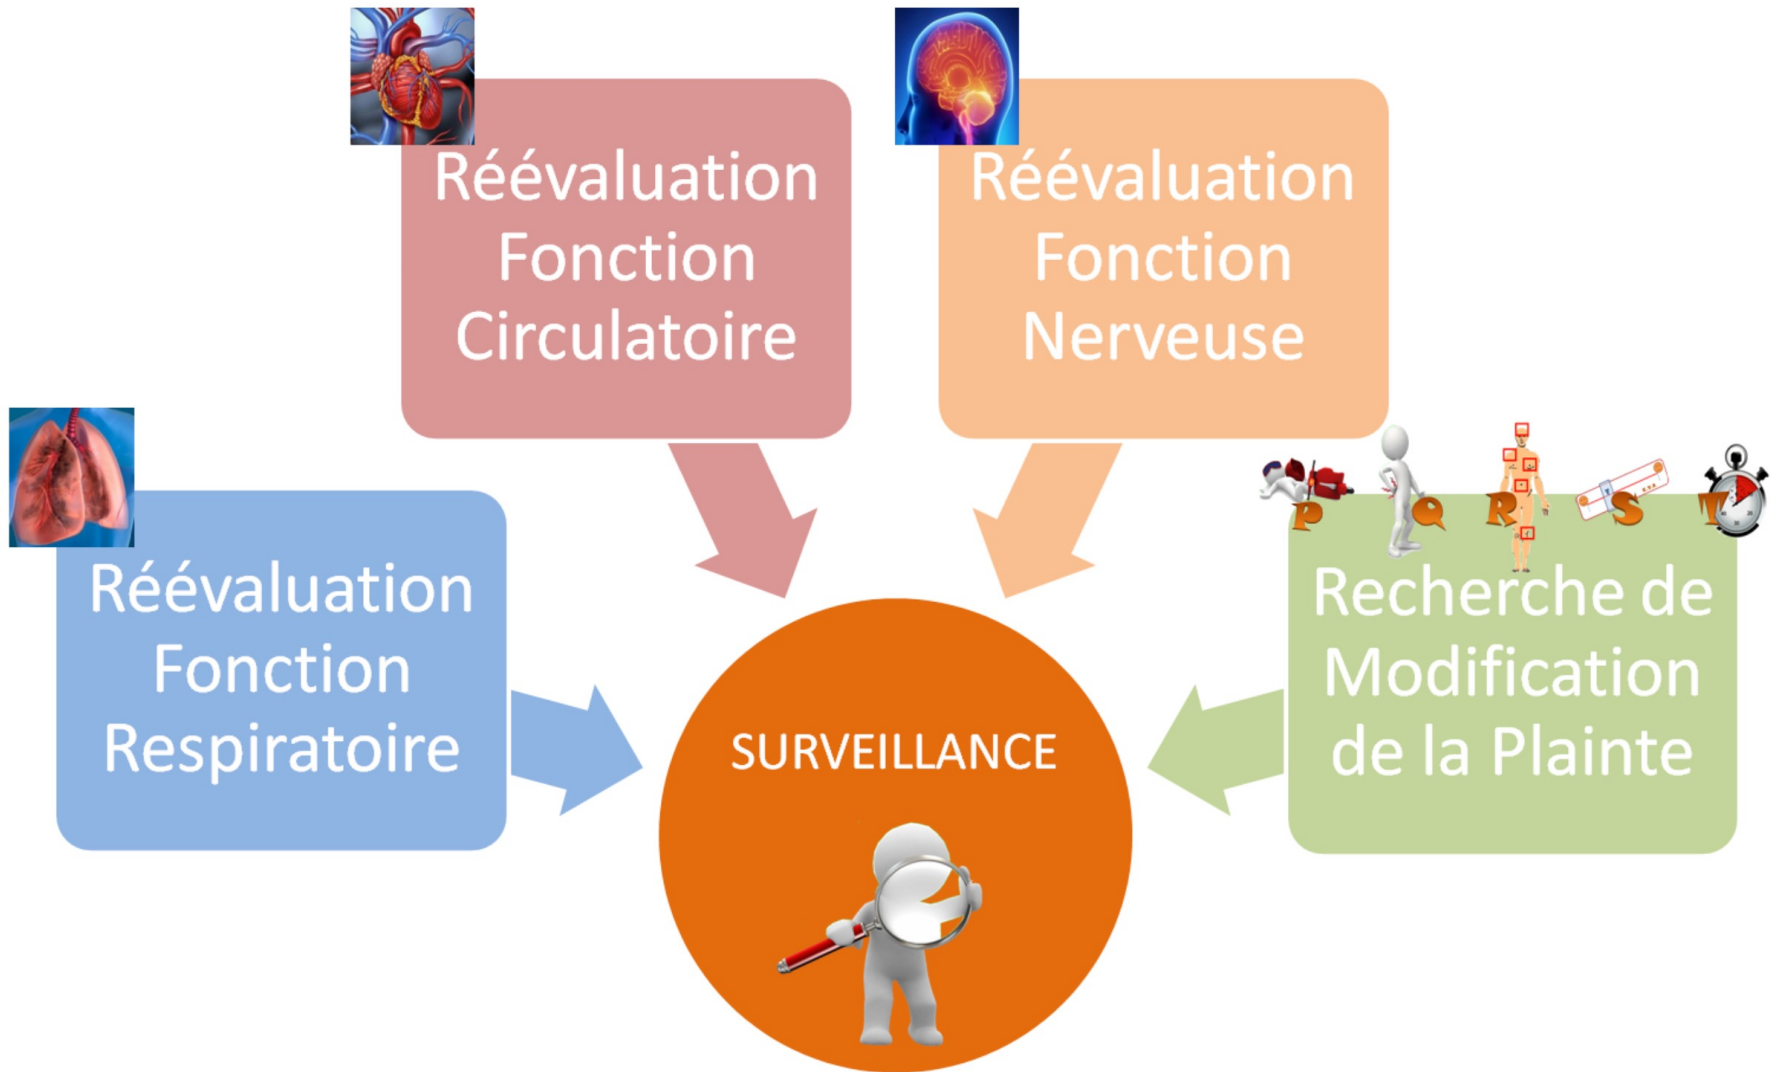 Réévaluation
Fonction
Circulatoire
Réévaluation
Fonction
Nerveuse
Réévaluation
Fonction
Respiratoire
P Q R S T
Recherche de
Modification
de la Plainte
SURVEILLANCE